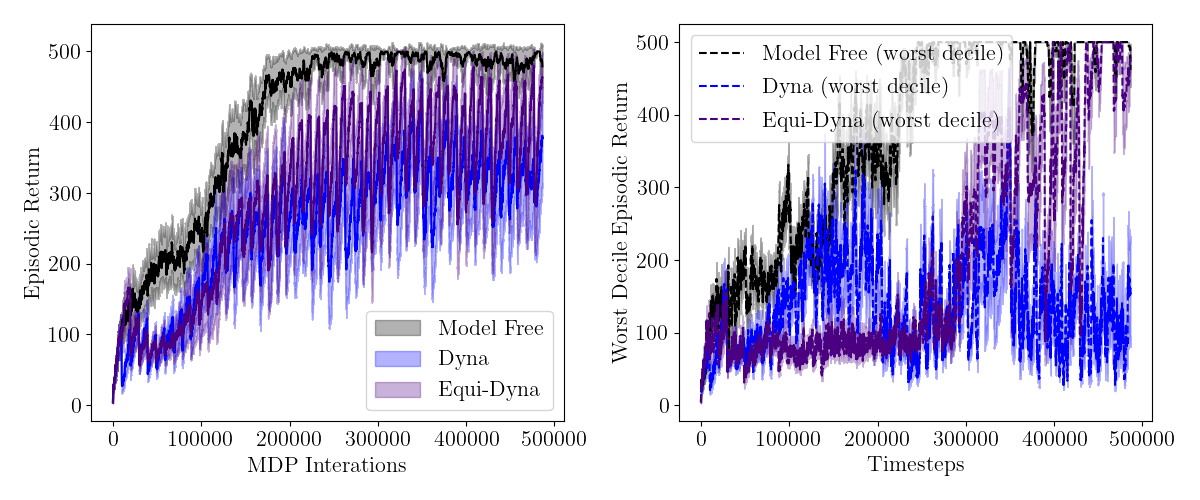 500
400
300
200
100
0
Episodic Return
0
100000
200000
300000
400000
500000
MDP Interations
Model Free
Dyna
Equi-Dyna
500
400
300
200
100
0
Worst Decile Episodic Return
0
100000
200000
300000
400000
500000
Timesteps
Model Free (worst decile)
Dyna (worst decile)
Equi-Dyna (worst decile)